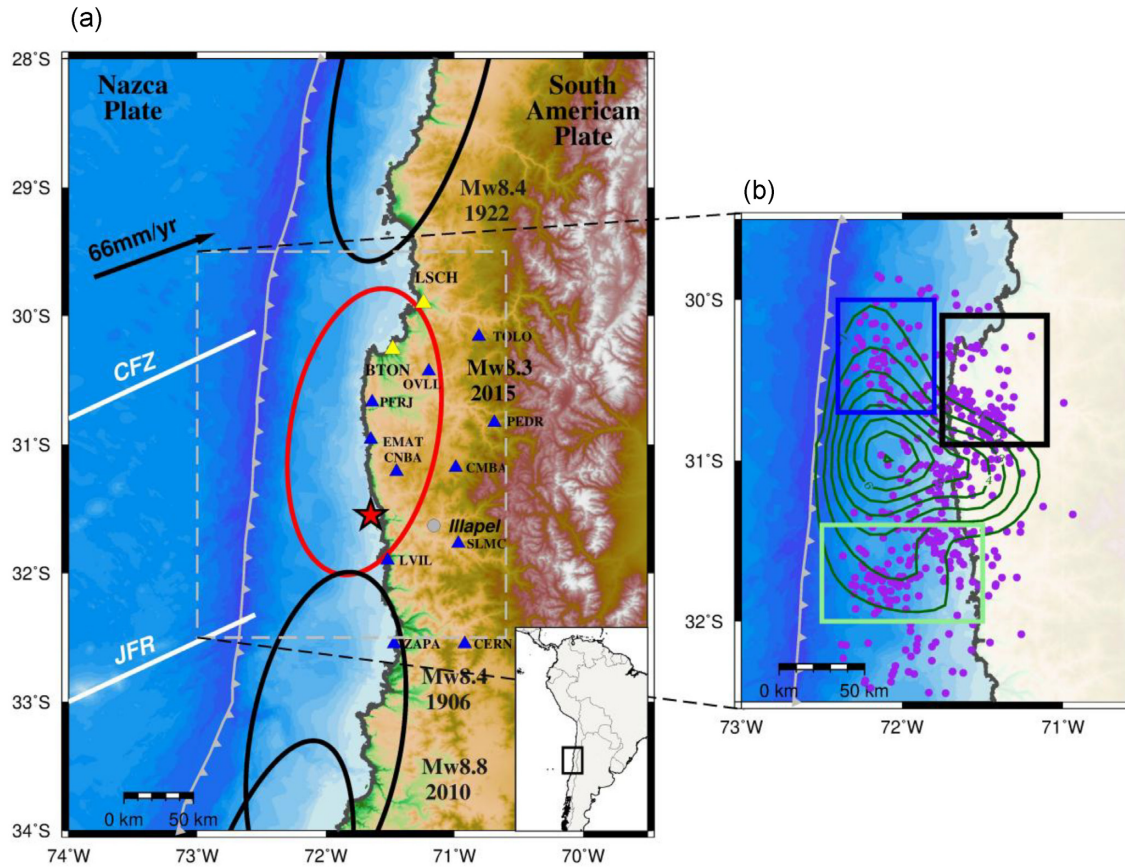 (a)
28°S
29°S
30°S
31°S
32°S
33°S
34°S
74°W
73°W
72°W
71°W
70°W
Nazca
Plate
South
American
Plate
Mw8.4
1922
66mm/yr
LSCH
TOLO
CFZ
BTON
OVLL
Mw8.3
2015
PFRJ
PEDR
EMAT
CNBA
CMBA
Illapel
SLMC
LVIL
JFR
ZAPA
CERN
Mw8.4
1906
Mw8.8
2010
0 km
50 km
(b)
30°S
31°S
32°S
73°W
72°W
71°W
6
4
0 km
50 km